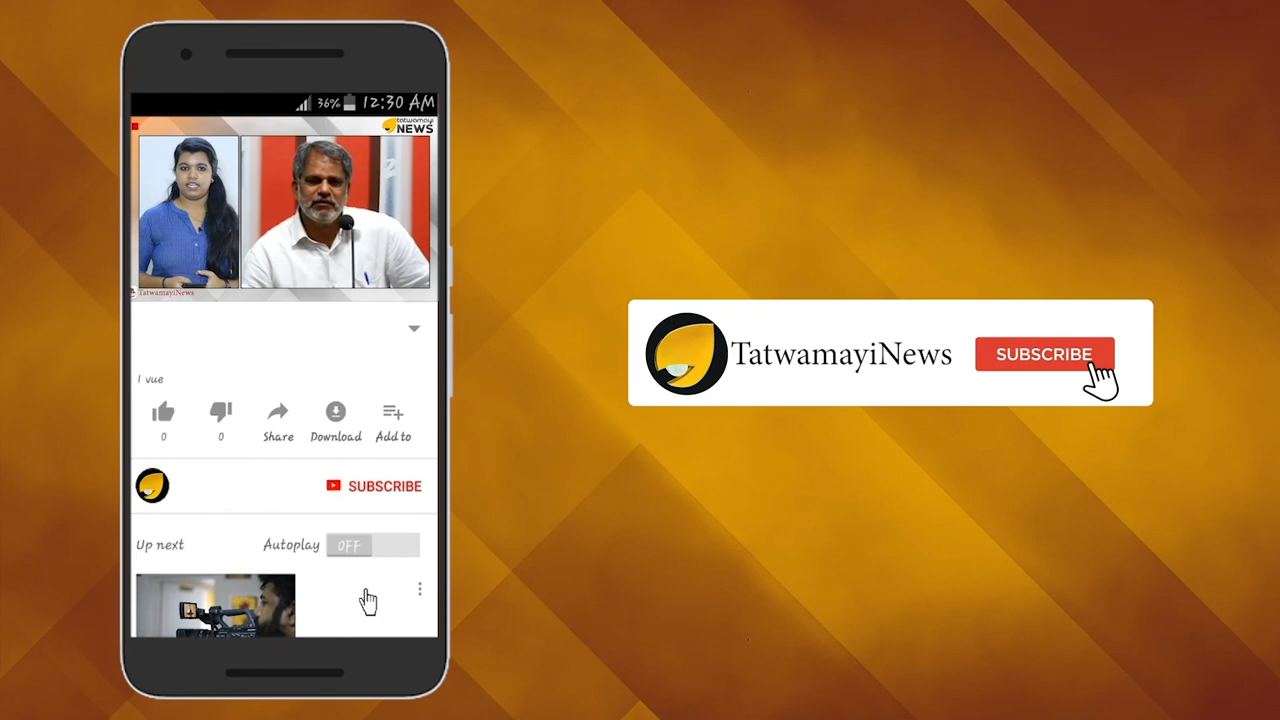 36% 12:30 AM
tatwamayi
NEWS
TatwamayiNews
1 vue
0 0 Share Download Add to
SUBSCRIBE
Up next Autoplay OFF
TatwamayiNews SUBSCRIBE